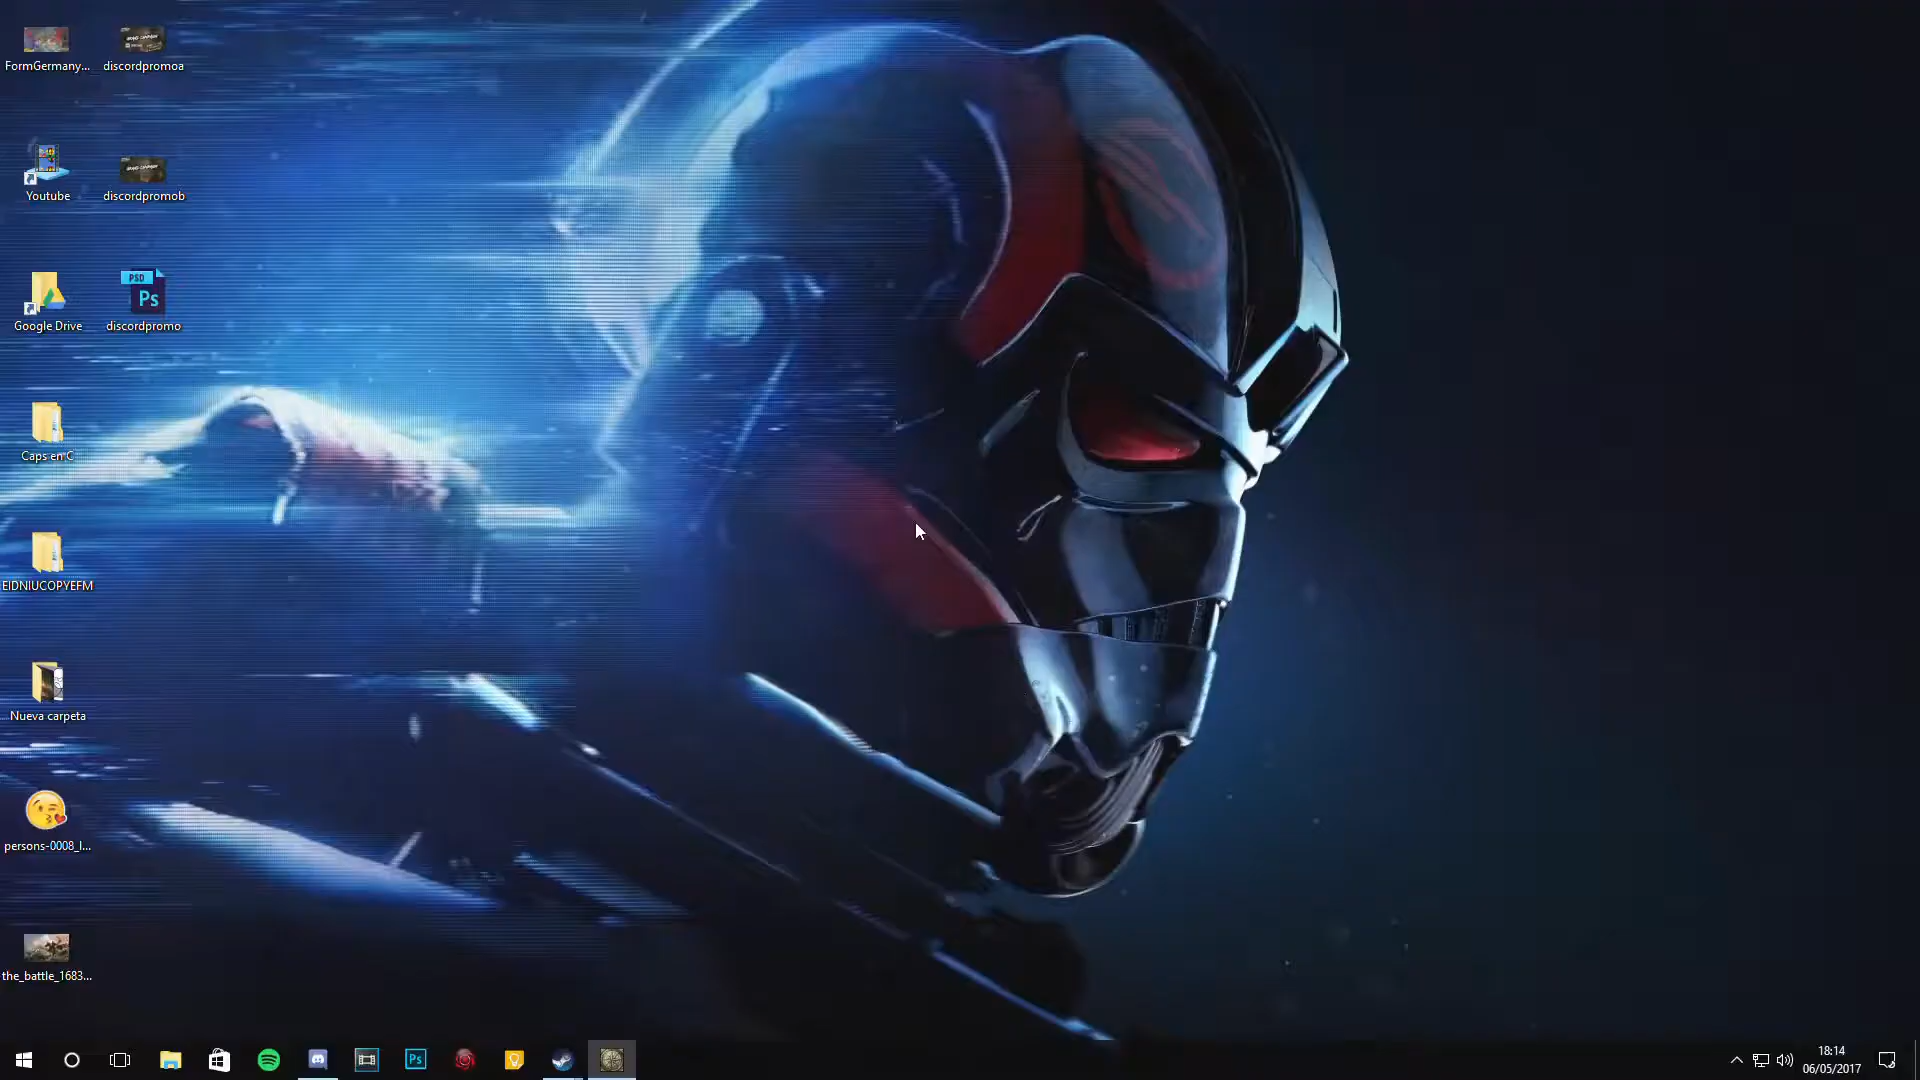 FormGermany...
discordpromoa
Youtube
discordpromob
Google Drive
PSD
Ps
discordpromo
Caps en C
EIDNIUCOPYEFM
Nueva carpeta
persons-0008_l...
the_battle_1683...
Ps
18:14
06/05/2017